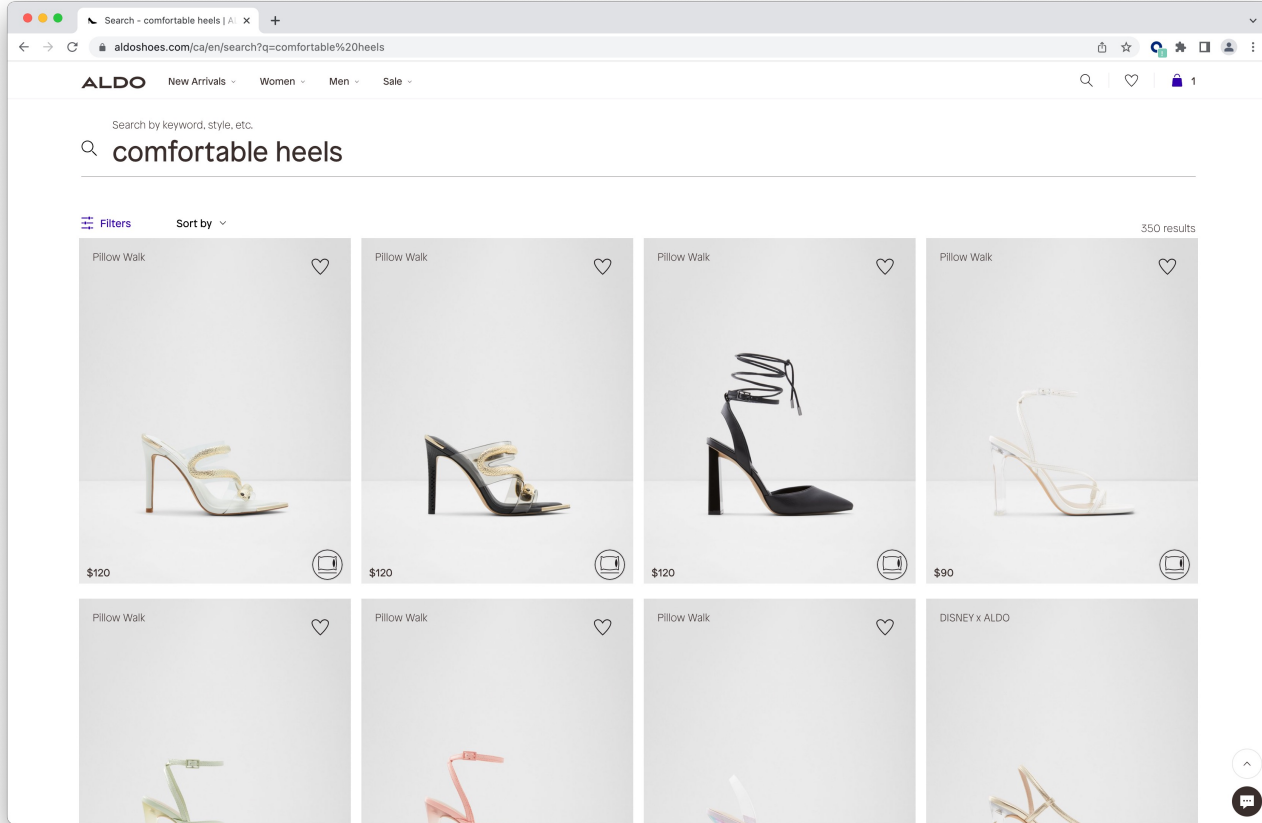 Search - comfortable heels | A
aldoshoes.com/ca/en/search?q=comfortable%20heels
ALDO New Arrivals Women Men Sale 1
Search by keyword, style, etc.
comfortable heels
Filters Sort by
350 results
Pillow Walk Pillow Walk Pillow Walk Pillow Walk
$120 $120 $120 $90
Pillow Walk Pillow Walk Pillow Walk DISNEY x ALDO